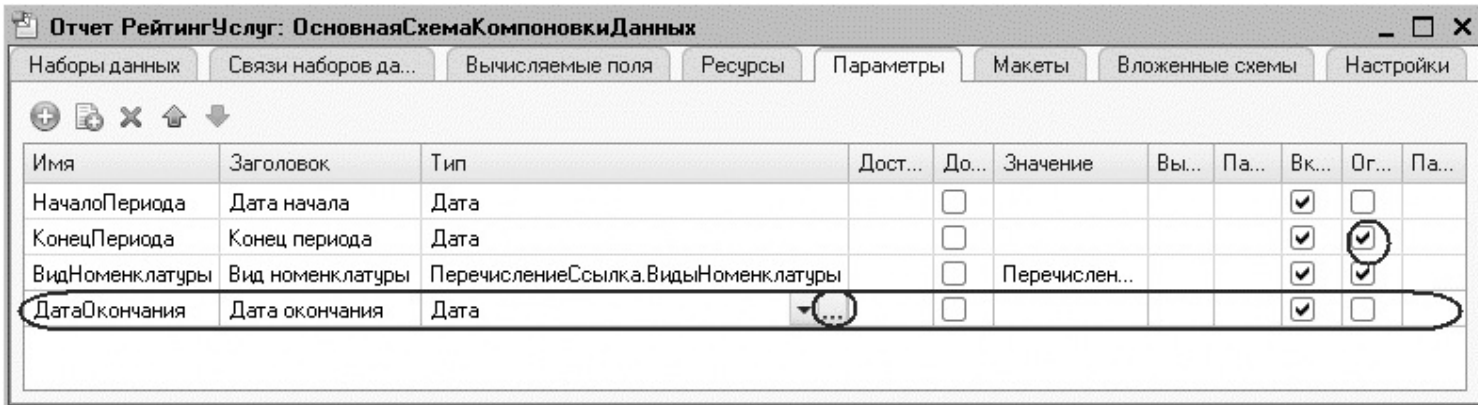 Отчет РейтингУслуг: ОсновнаяСхемаКомпоновкиДанных
Наборы данных Связи наборов да... Вычисляемые поля Ресурсы Параметры Макеты Вложенные схемы Настройки
Имя Заголовок Тип Дост... До... Значение Вы... Па... Вк... Ог... Па...
НачалоПериода Дата начала Дата
КонецПериода Конец периода Дата
ВидНоменклатуры Вид номенклатуры ПеречислениеСсылка.ВидыНоменклатуры Перечислен...
ДатаОкончания Дата окончания Дата ...